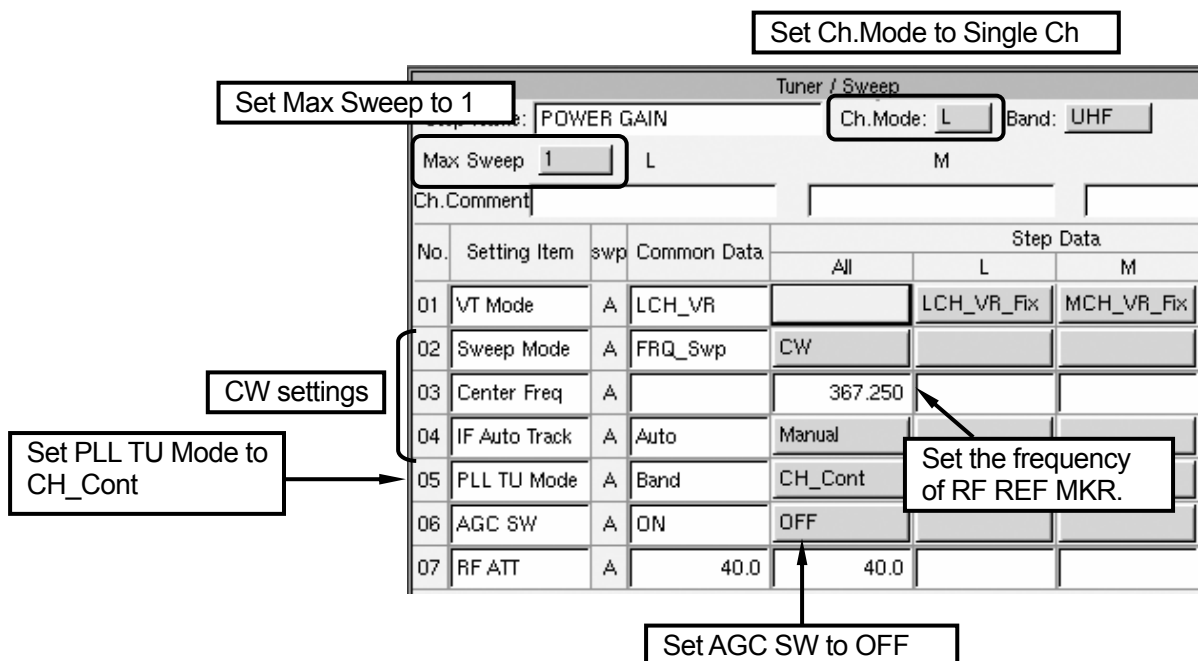 Set Ch.Mode to Single Ch
Tuner / Sweep
Set Max Sweep to 1
POWER GAIN Ch.Mode: L Band: UHF
Max Sweep 1 L M
Ch.Comment
No. Setting Item swp Common Data Step Data
All L M
01 VT Mode A LCH_VR LCH_VR_Fix MCH_VR_Fix
02 Sweep Mode A FRQ_Swp CW
CW settings
03 Center Freq A 367.250
04 IF Auto Track A Auto Manual
Set PLL TU Mode to
CH_Cont
Set the frequency
of RF REF MKR.
05 PLL TU Mode A Band CH_Cont
06 AGC SW A ON OFF
07 RF ATT A 40.0 40.0
Set AGC SW to OFF